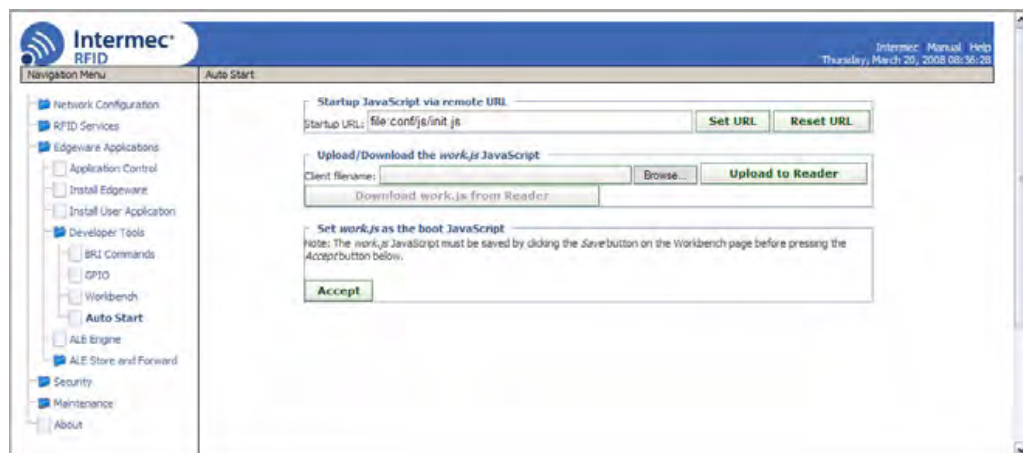 Intermec
RFID
Intermec Manual Help
Thursday, March 20, 2008 08:36:28
Navigation Menu
Auto Start
Network Configuration
RFID Services
Edgeware Applications
Application Control
Install Edgeware
Install User Application
Developer Tools
BRI Commands
GPIO
Workbench
Auto Start
ALE Engine
ALE Store and Forward
Security
Maintenance
About
Startup JavaScript via remote URL
Startup URL: file:conf/js/init.js Set URL Reset URL
Upload/Download the work.js JavaScript
Client filename: Browse... Upload to Reader
Download work.js from Reader
Set work.js as the boot JavaScript
Note: The work.js JavaScript must be saved by clicking the Save button on the Workbench page before pressing the
Accept button below.
Accept